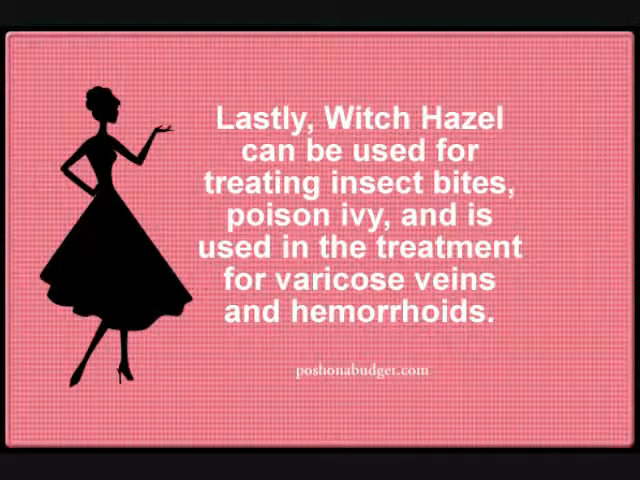 Lastly, Witch Hazel
can be used for
treating insect bites,
poison ivy, and is
used in the treatment
for varicose veins
and hemorrhoids.
poshonabudger.com